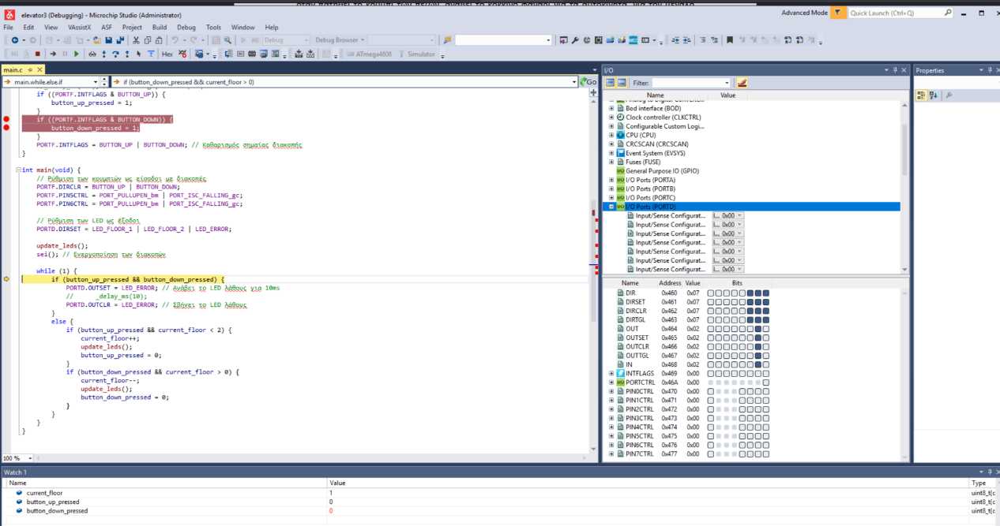 elevator3 (Debugging) - Microchip Studio (Administrator)
Advanced Mode
Quick Launch (Ctrl+Q)
File Edit View VAssistX ASF Project Build Debug Tools Window Help
Debug
Debug Browser
Hex
ATmega4808
Simulator
main.c
main.while.else.if
if (button_down_pressed && current_floor > 0)
Go
if ((PORTF.INTFLAGS & BUTTON_UP)) {
button_up_pressed = 1;
}
if ((PORTF.INTFLAGS & BUTTON_DOWN)) {
button_down_pressed = 1;
}
PORTF.INTFLAGS = BUTTON_UP | BUTTON_DOWN; // Καθαρισμός σημαίας διακοπής
}
int main(void) {
// Ρύθμιση των κουμπιών ως είσοδοι με διακοπές
PORTF.DIRCLR = BUTTON_UP | BUTTON_DOWN;
PORTF.PIN5CTRL = PORT_PULLUPEN_bm | PORT_ISC_FALLING_gc;
PORTF.PIN6CTRL = PORT_PULLUPEN_bm | PORT_ISC_FALLING_gc;
// Ρύθμιση των LED ως έξοδοι
PORTD.DIRSET = LED_FLOOR_1 | LED_FLOOR_2 | LED_ERROR;
update_leds();
sei(); // Ενεργοποίηση των διακοπών
while (1) {
if (button_up_pressed && button_down_pressed) {
PORTD.OUTSET = LED_ERROR; // Ανάβει το LED λάθους για 10ms
// _delay_ms(10);
PORTD.OUTCLR = LED_ERROR; // Σβήνει το LED λάθους
}
else {
if (button_up_pressed && current_floor < 2) {
current_floor++;
update_leds();
button_up_pressed = 0;
}
if (button_down_pressed && current_floor > 0) {
current_floor--;
update_leds();
button_down_pressed = 0;
}
}
}
}
100 %
I/O
Filter:
Name Value
Bod interface (BOD)
Clock controller (CLKCTRL)
Configurable Custom Logi...
CPU (CPU)
CRCSCAN (CRCSCAN)
Event System (EVSYS)
Fuses (FUSE)
General Purpose IO (GPIO)
I/O Ports (PORTA)
I/O Ports (PORTB)
I/O Ports (PORTC)
I/O Ports (PORTD)
Input/Sense Configurat... I... 0x00
Input/Sense Configurat... I... 0x00
Input/Sense Configurat... I... 0x00
Input/Sense Configurat... I... 0x00
Input/Sense Configurat... I... 0x00
Input/Sense Configurat... I... 0x00
Input/Sense Configurat... I... 0x00
Name Address Value Bits
DIR 0x460 0x07
DIRSET 0x461 0x07
DIRCLR 0x462 0x07
DIRTGL 0x463 0x07
OUT 0x464 0x02
OUTSET 0x465 0x02
OUTCLR 0x466 0x02
OUTTGL 0x467 0x02
IN 0x468 0x02
INTFLAGS 0x469 0x00
PORTCTRL 0x46A 0x00
PIN0CTRL 0x470 0x00
PIN1CTRL 0x471 0x00
PIN2CTRL 0x472 0x00
PIN3CTRL 0x473 0x00
PIN4CTRL 0x474 0x00
PIN5CTRL 0x475 0x00
PIN6CTRL 0x476 0x00
PIN7CTRL 0x477 0x00
Properties
Watch 1
Name Value Type
current_floor 1 uint8_t{c
button_up_pressed 0 uint8_t{c
button_down_pressed 0 uint8_t{c